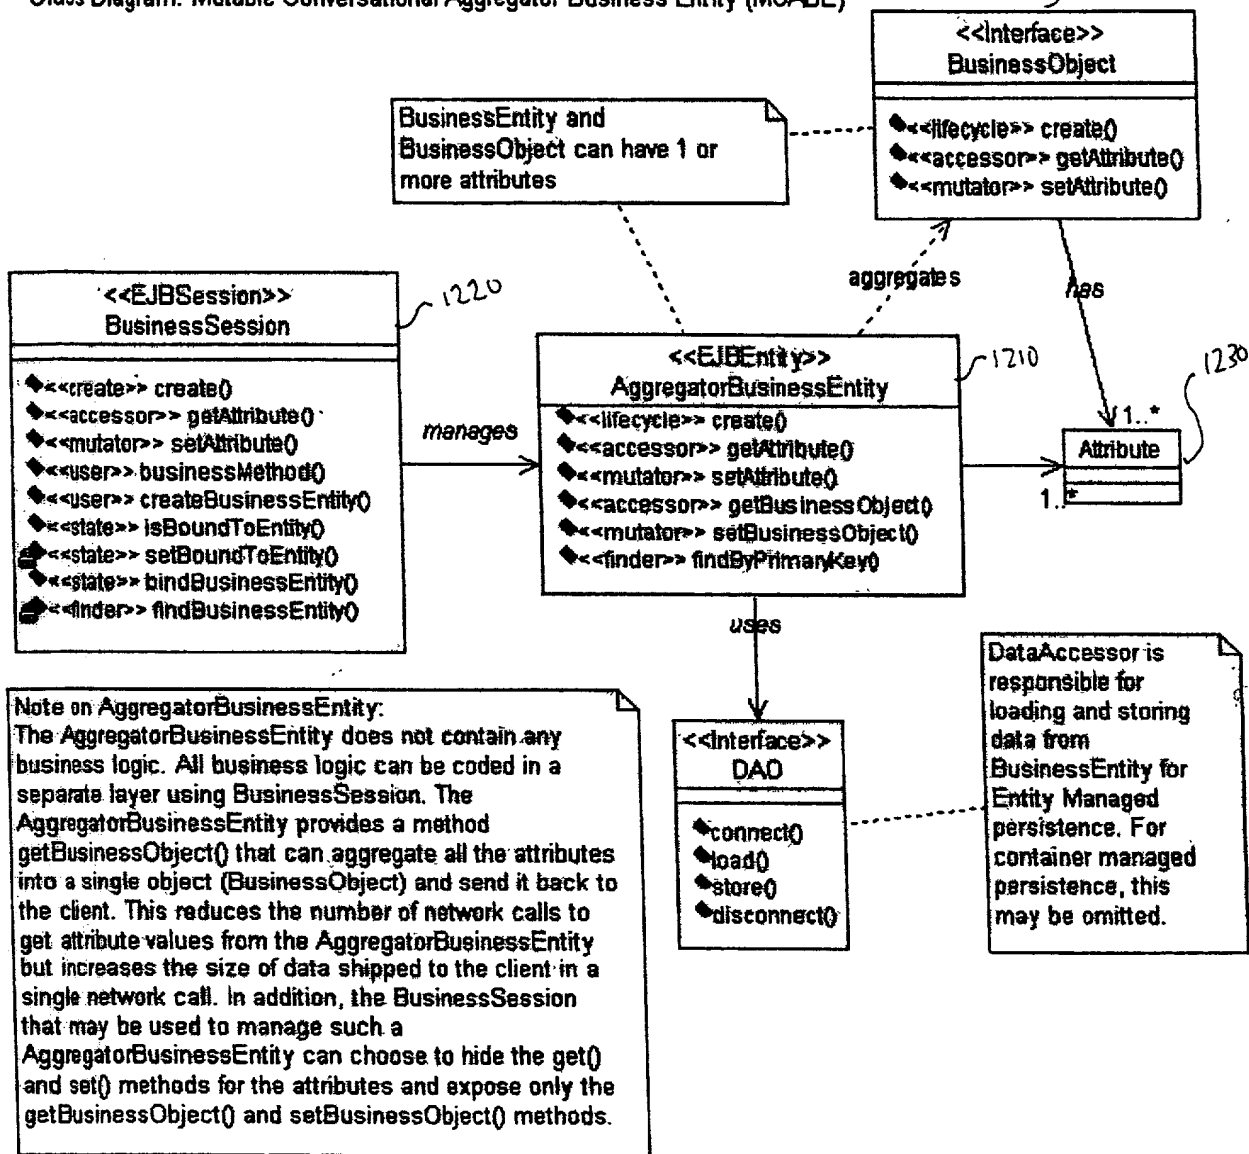 Class Diagram: Mutable Conversational Aggregator Business Entity (MCABE)
<<Interface>>
BusinessObject
<<lifecycle>> create()
<<accessor>> getAttribute()
<<mutator>> setAttribute()
BusinessEntity and
BusinessObject can have 1 or
more attributes
aggregates
has
<<EJBSession>>
BusinessSession
1220
<<create>> create()
<<accessor>> getAttribute()
<<mutator>> setAttribute()
<<user>> businessMethod()
<<user>> createBusinessEntity()
<<state>> isBoundToEntity()
<<state>> setBoundToEntity()
<<state>> bindBusinessEntity()
<<finder>> findBusinessEntity()
manages
<<EJBEntity>>
AggregatorBusinessEntity
1210
<<lifecycle>> create()
<<accessor>> getAttribute()
<<mutator>> setAttribute()
<<accessor>> getBusinessObject()
<<mutator>> setBusinessObject()
<<finder>> findByPrimaryKey()
1230
1..*
Attribute
1..*
uses
<<Interface>>
DAO
connect()
load()
store()
disconnect()
DataAccessor is
responsible for
loading and storing
data from
BusinessEntity for
Entity Managed
persistence. For
container managed
persistence, this
may be omitted.
Note on AggregatorBusinessEntity:
The AggregatorBusinessEntity does not contain any
business logic. All business logic can be coded in a
separate layer using BusinessSession. The
AggregatorBusinessEntity provides a method
getBusinessObject() that can aggregate all the attributes
into a single object (BusinessObject) and send it back to
the client. This reduces the number of network calls to
get attribute values from the AggregatorBusinessEntity
but increases the size of data shipped to the client in a
single network call. In addition, the BusinessSession
that may be used to manage such a
AggregatorBusinessEntity can choose to hide the get()
and set() methods for the attributes and expose only the
getBusinessObject() and setBusinessObject() methods.